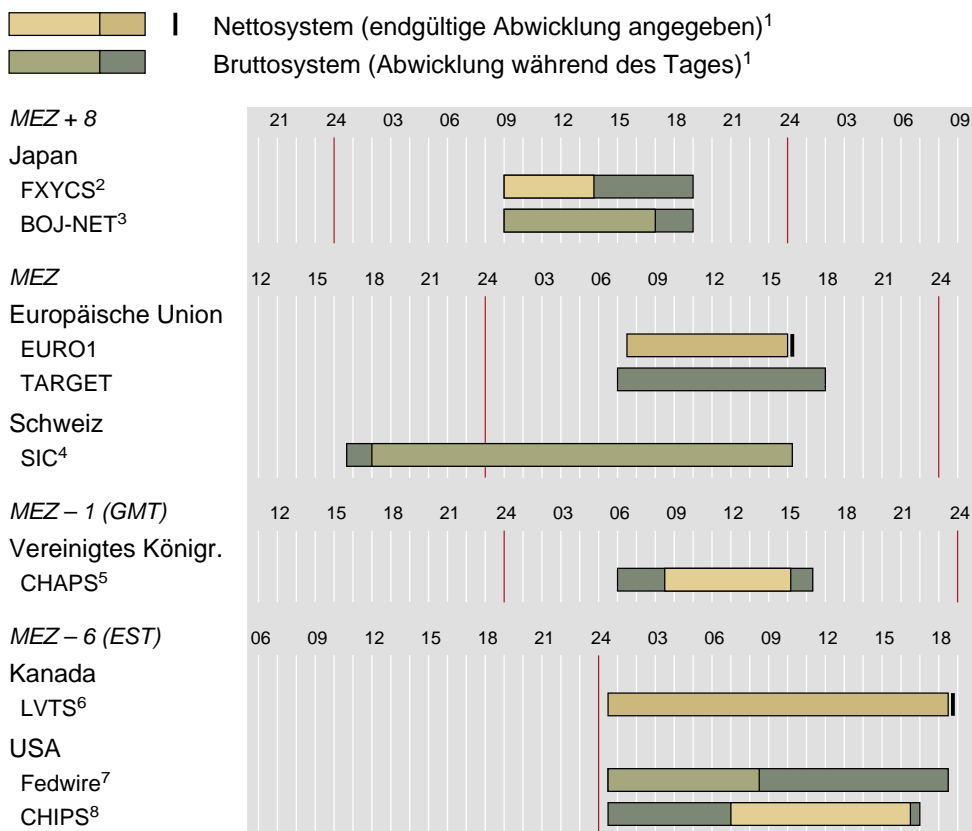 Nettosystem (endgültige Abwicklung angegeben)¹
Bruttosystem (Abwicklung während des Tages)¹
MEZ + 8 21 24 03 06 09 12 15 18 21 24 03 06 09
Japan
FXYCS²
BOJ-NET³
MEZ 12 15 18 21 24 03 06 09 12 15 18 24
Europäische Union
EURO1
TARGET
Schweiz
SIC⁴
MEZ – 1 (GMT) 12 15 18 21 24 03 06 09 12 15 18 21 24
Vereinigtes Königr.
CHAPS⁵
MEZ – 6 (EST) 06 09 12 15 18 21 24 03 06 09 12 15 18
Kanada
LVTS⁶
USA
Fedwire⁷
CHIPS⁸